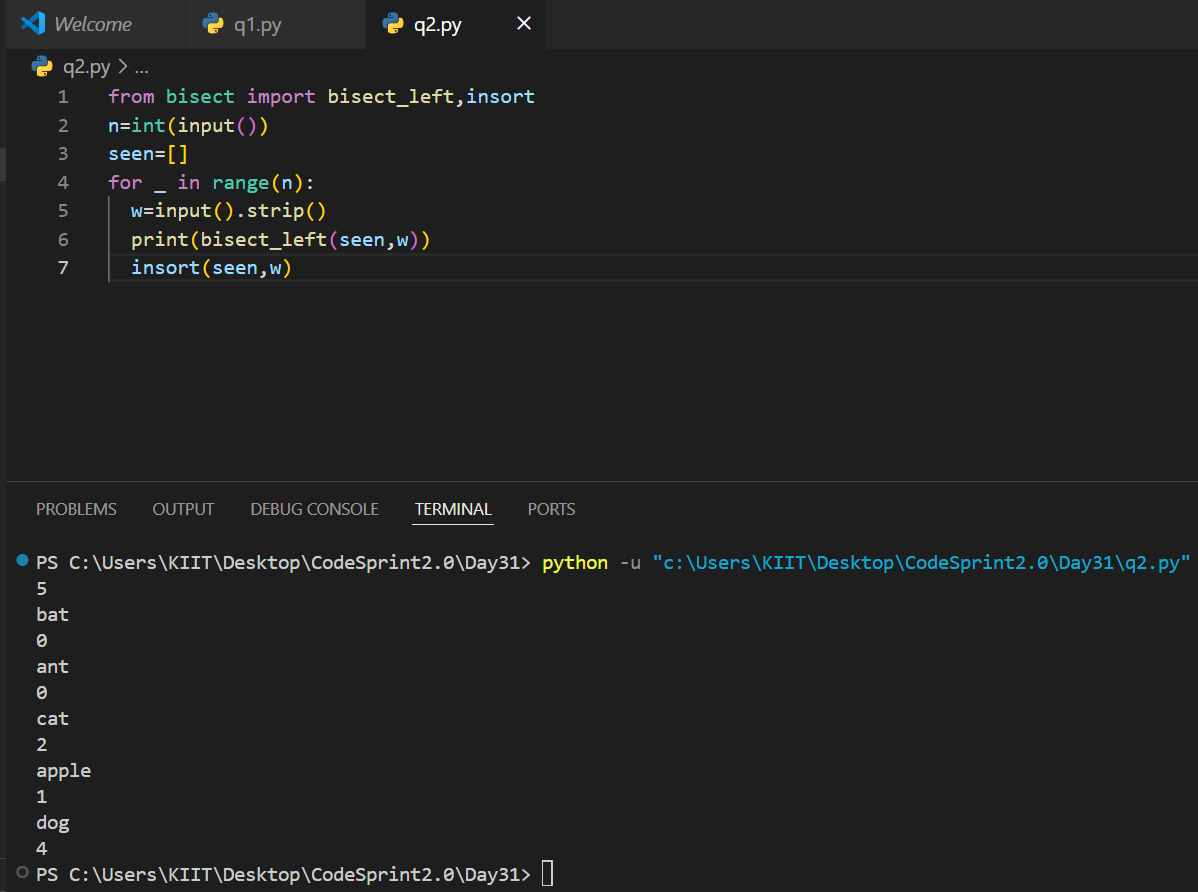 Welcome q1.py q2.py
q2.py > ...
1 from bisect import bisect_left,insort
2 n=int(input())
3 seen=[]
4 for _ in range(n):
5   w=input().strip()
6   print(bisect_left(seen,w))
7   insort(seen,w)
PROBLEMS OUTPUT DEBUG CONSOLE TERMINAL PORTS
PS C:\Users\KIIT\Desktop\CodeSprint2.0\Day31> python -u "c:\Users\KIIT\Desktop\CodeSprint2.0\Day31\q2.py"
5
bat
0
ant
0
cat
2
apple
1
dog
4
PS C:\Users\KIIT\Desktop\CodeSprint2.0\Day31>